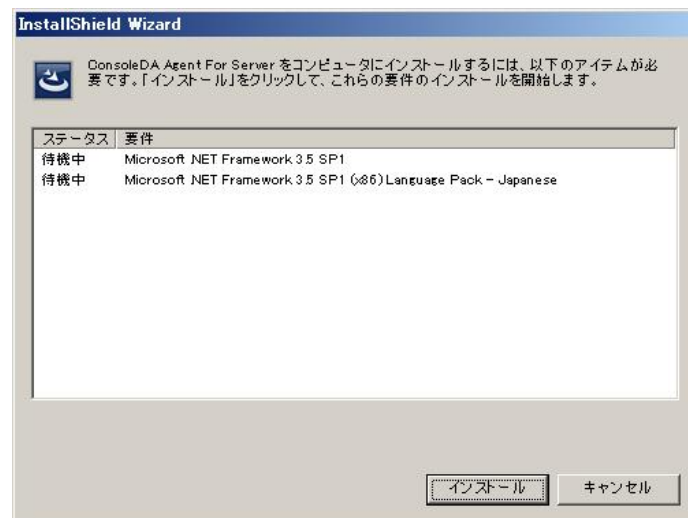 InstallShield Wizard
ConsoleDA Agent For Server をコンピュータにインストールするには、以下のアイテムが必
要です。「インストール」をクリックして、これらの要件のインストールを開始します。
ステータス 要件
待機中 Microsoft .NET Framework 3.5 SP1
待機中 Microsoft .NET Framework 3.5 SP1 (x86) Language Pack - Japanese
インストール キャンセル